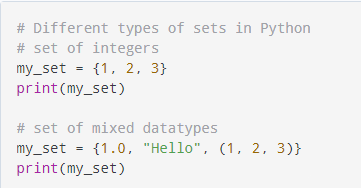 # Different types of sets in Python
# set of integers
my_set = {1, 2, 3}
print(my_set)
# set of mixed datatypes
my_set = {1.0, "Hello", (1, 2, 3)}
print(my_set)